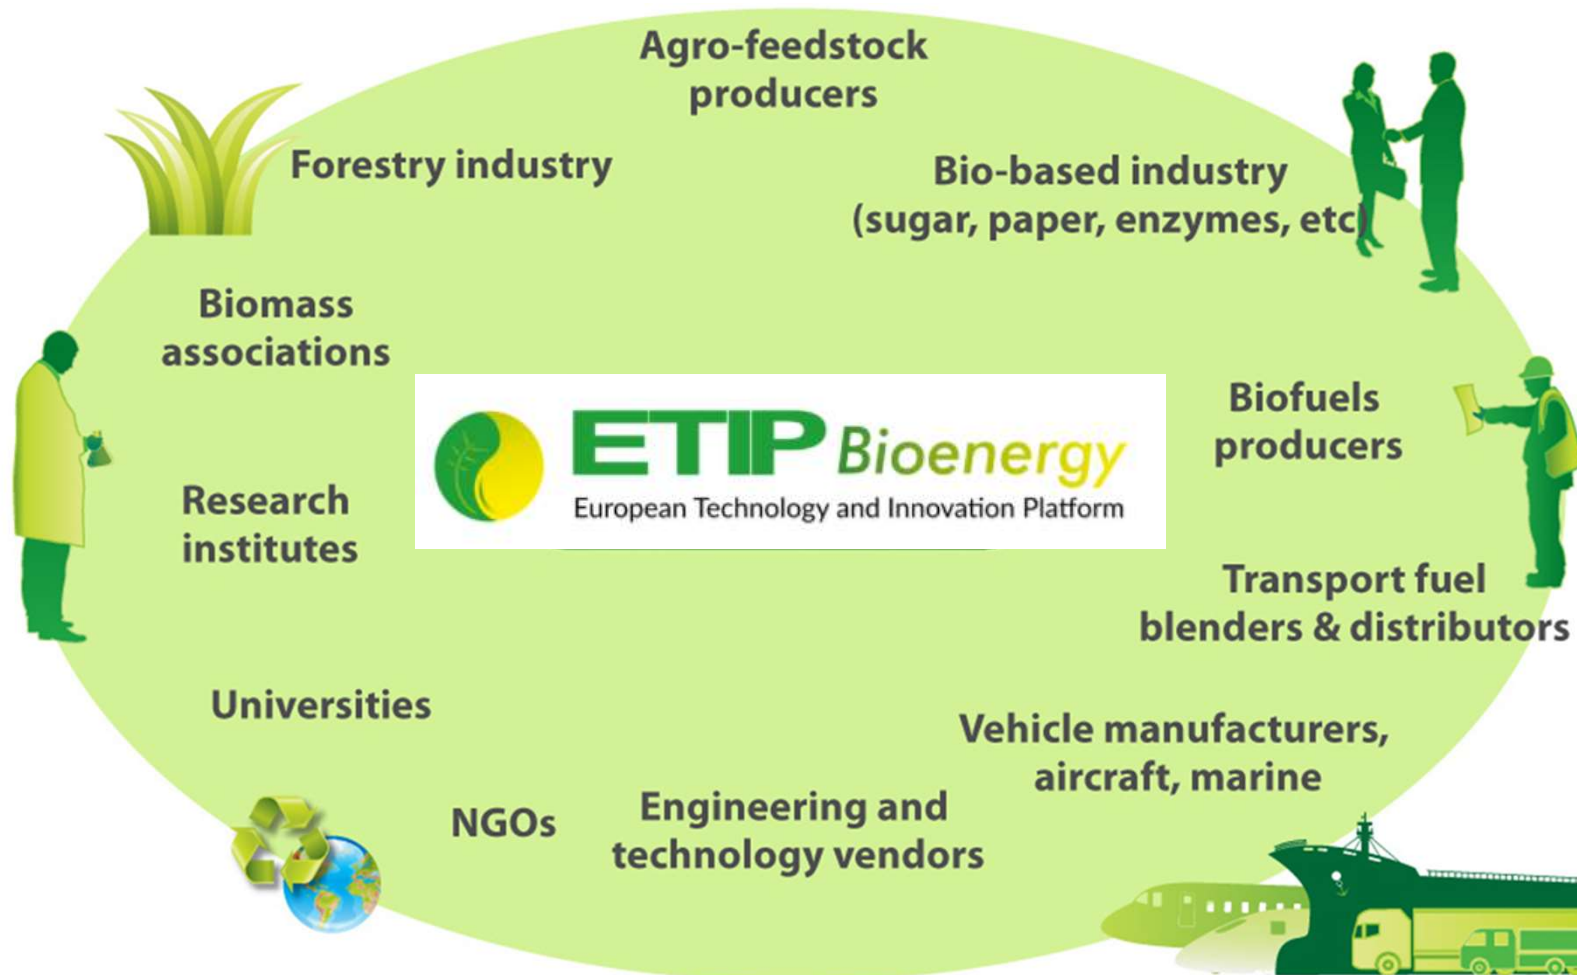 Agro-feedstock
producers
Forestry industry
Bio-based industry
(sugar, paper, enzymes, etc)
Biomass
associations
ETIP Bioenergy
European Technology and Innovation Platform
Biofuels
producers
Research
institutes
Transport fuel
blenders & distributors
Universities
Vehicle manufacturers,
aircraft, marine
NGOs
Engineering and
technology vendors